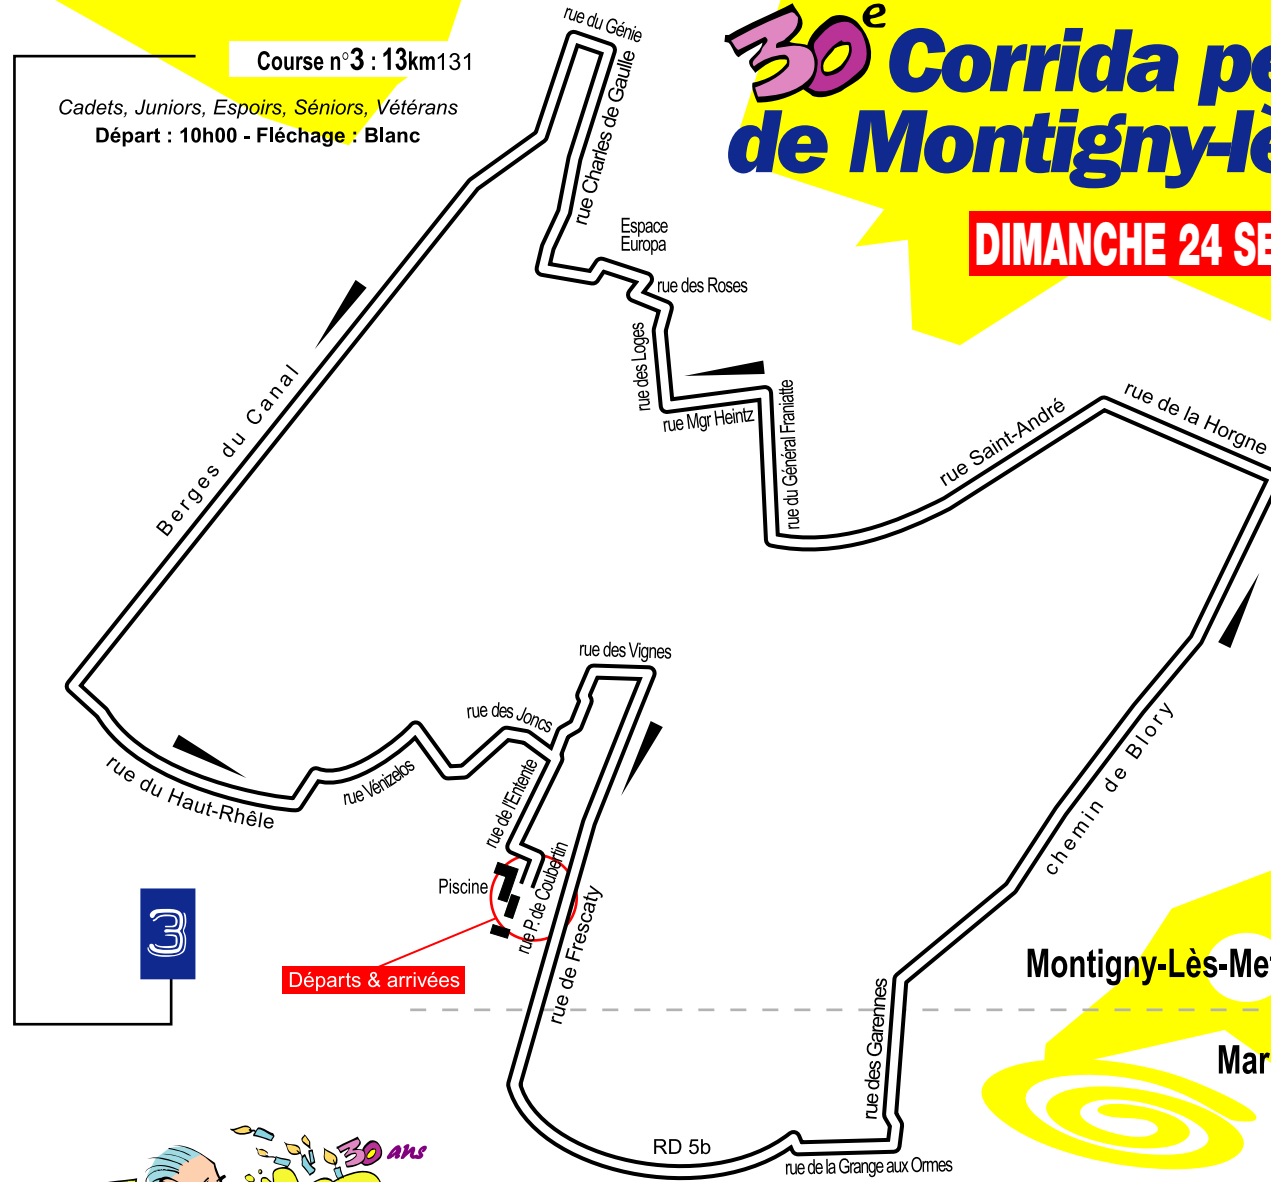 rue du Génie
Course n°3 : 13km131
Cadets, Juniors, Espoirs, Séniors, Vétérans
Départ : 10h00 - Fléchage : Blanc
30e Corrida pé
de Montigny-lè
DIMANCHE 24 SE
rue Charles de Gaulle
Espace
Europa
rue des Roses
rue des Loges
rue Mgr Heintz
rue du Général Franiatte
rue Saint-André
rue de la Horgne
Berges du Canal
rue des Vignes
rue des Joncs
rue du Haut-Rhêle
rue Vénizelos
rue de l'Entente
chemin de Blory
Piscine
rue P. de Coubertin
rue de Frescaty
3
Départs & arrivées
Montigny-Lès-Met
rue des Garennes
Mar
RD 5b
rue de la Grange aux Ormes
30 ans